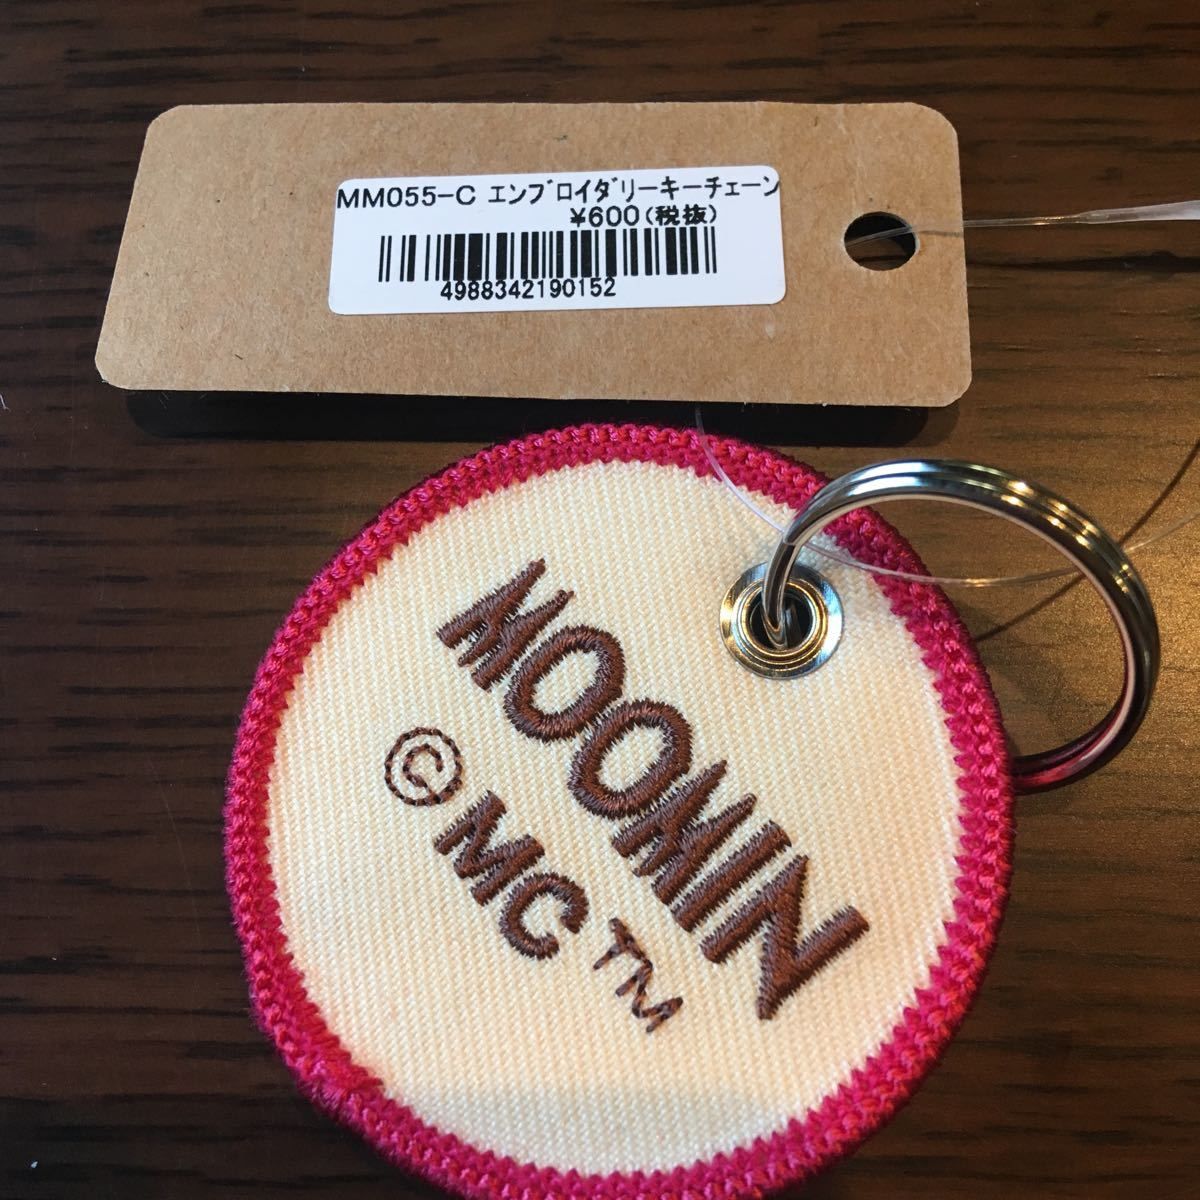 MM055-C エンブロイダリーキーチェーン
¥600(税抜)
4988342190152
MOOMIN
© MC ™